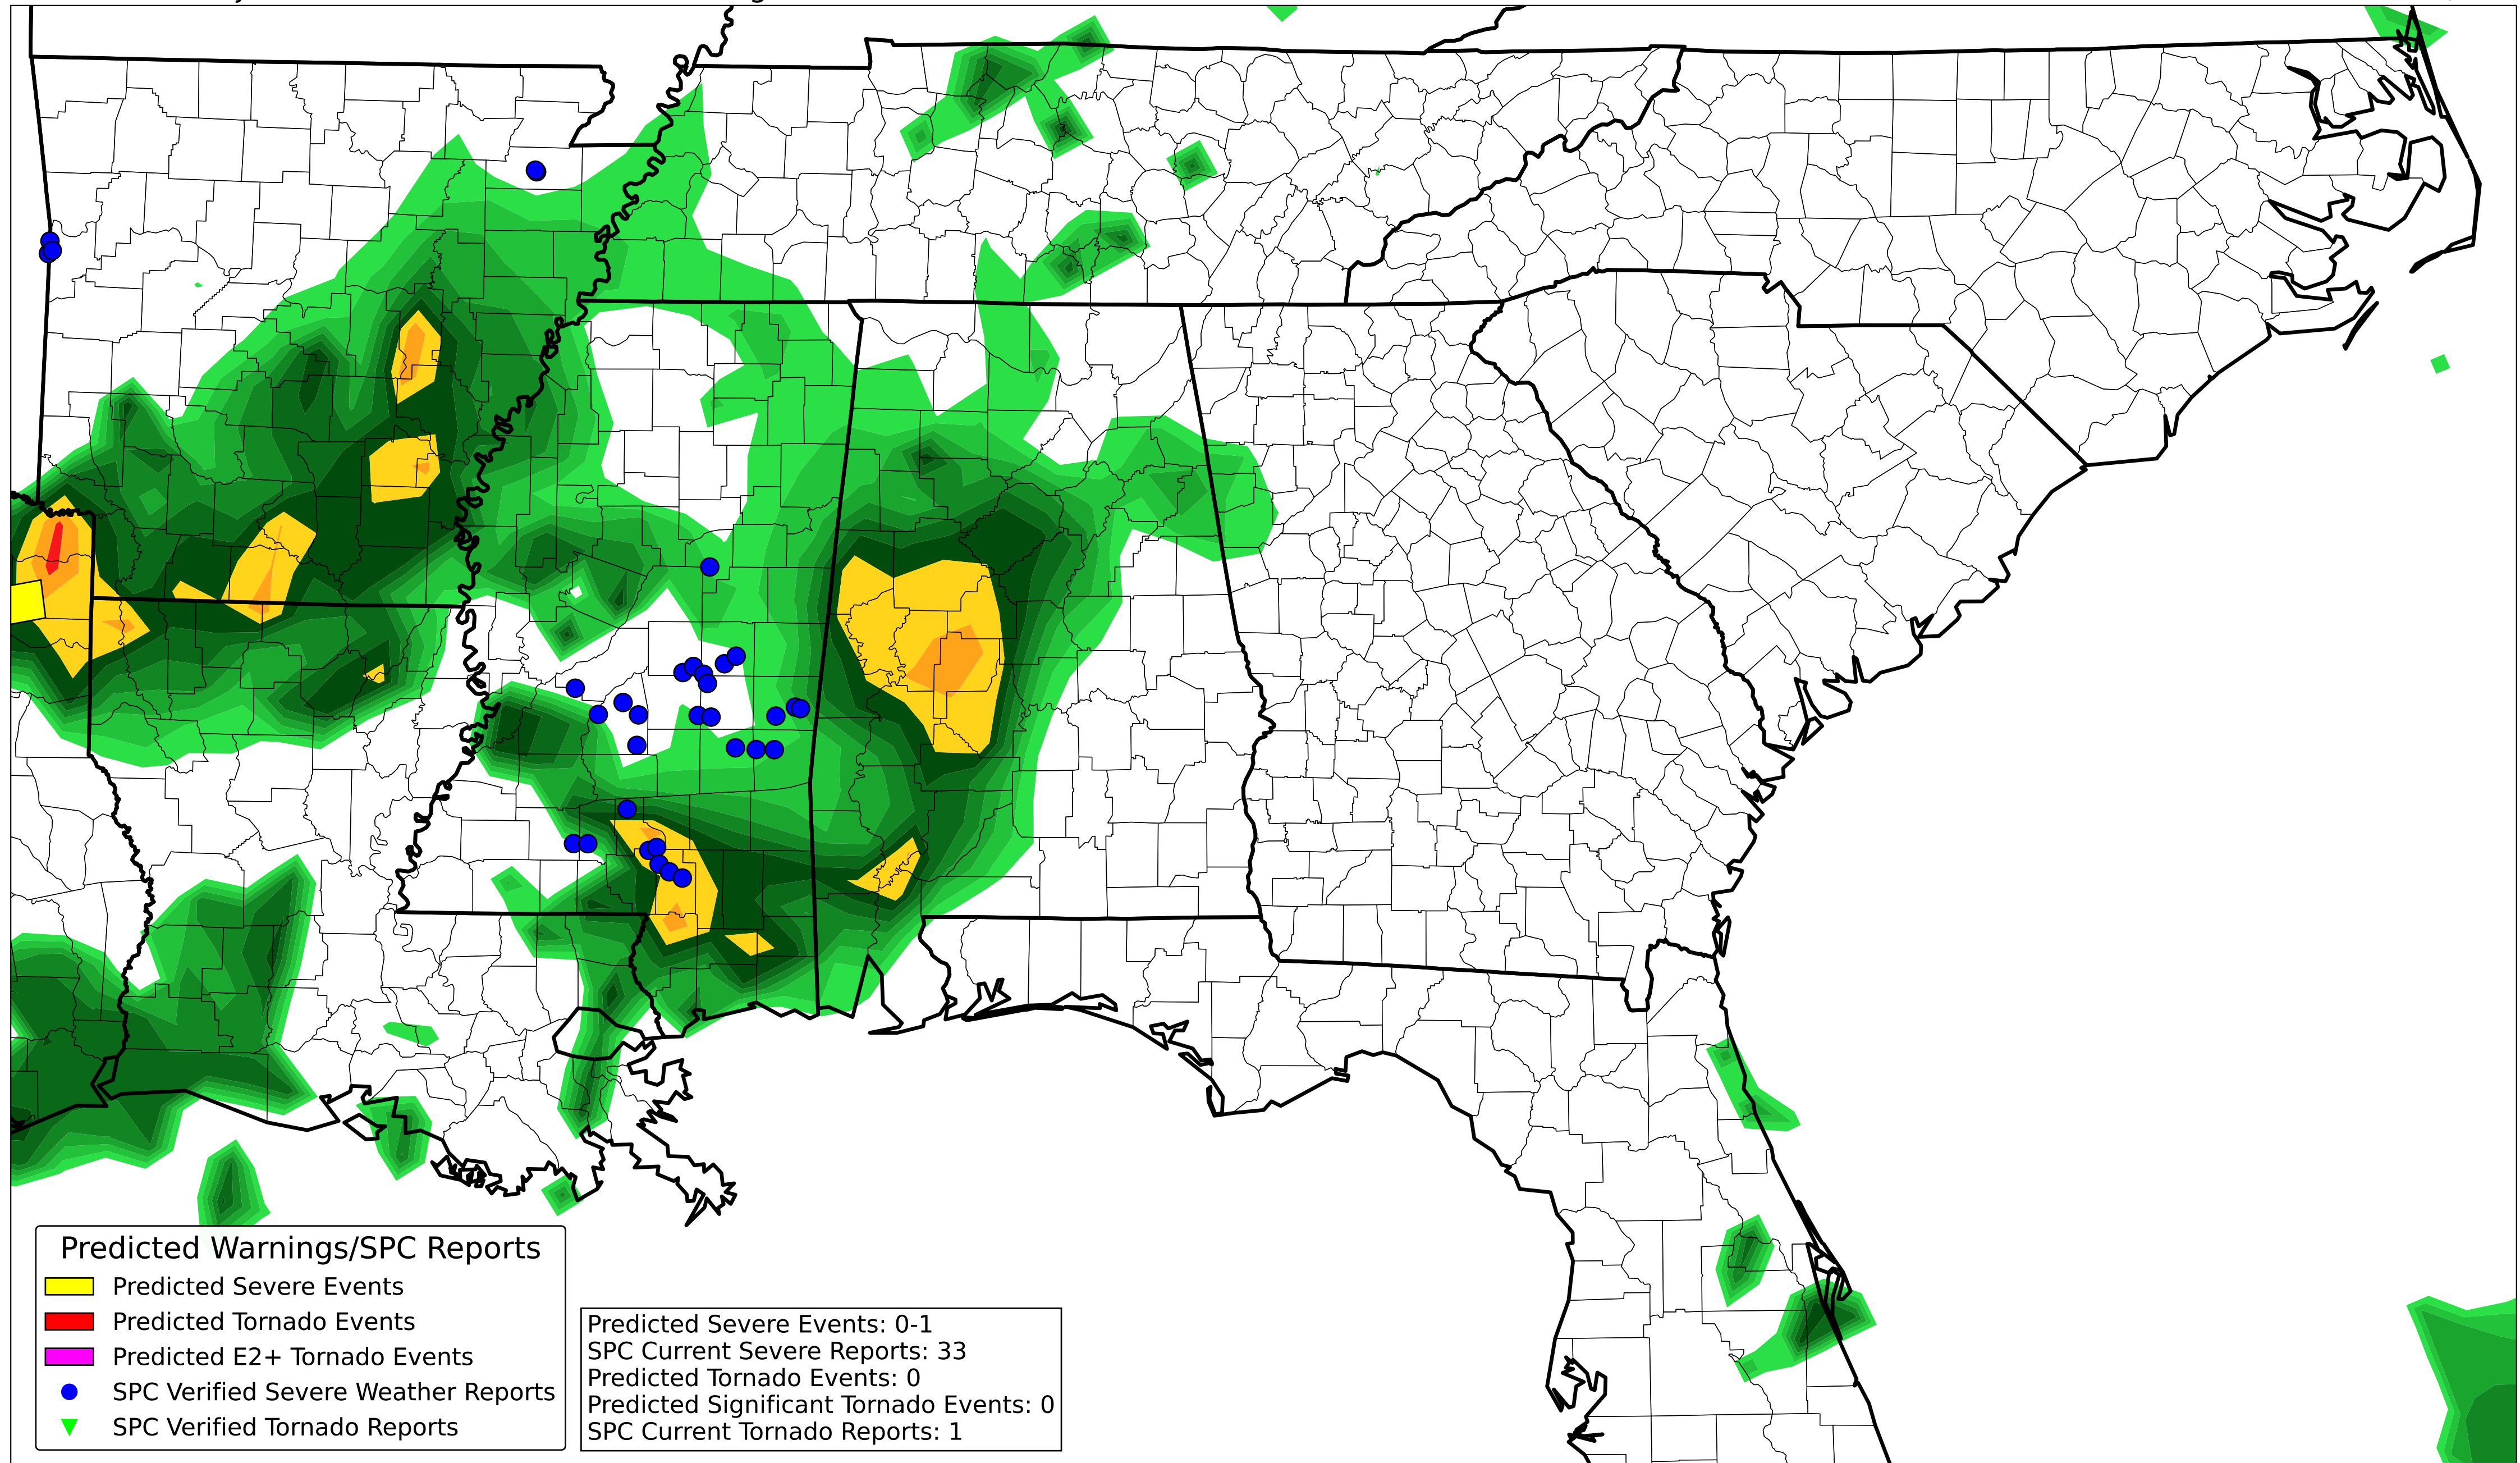 Predicted Warnings/SPC Reports
Predicted Severe Events
Predicted Tornado Events
Predicted E2+ Tornado Events
SPC Verified Severe Weather Reports
SPC Verified Tornado Reports
Predicted Severe Events: 0-1
SPC Current Severe Reports: 33
Predicted Tornado Events: 0
Predicted Significant Tornado Events: 0
SPC Current Tornado Reports: 1